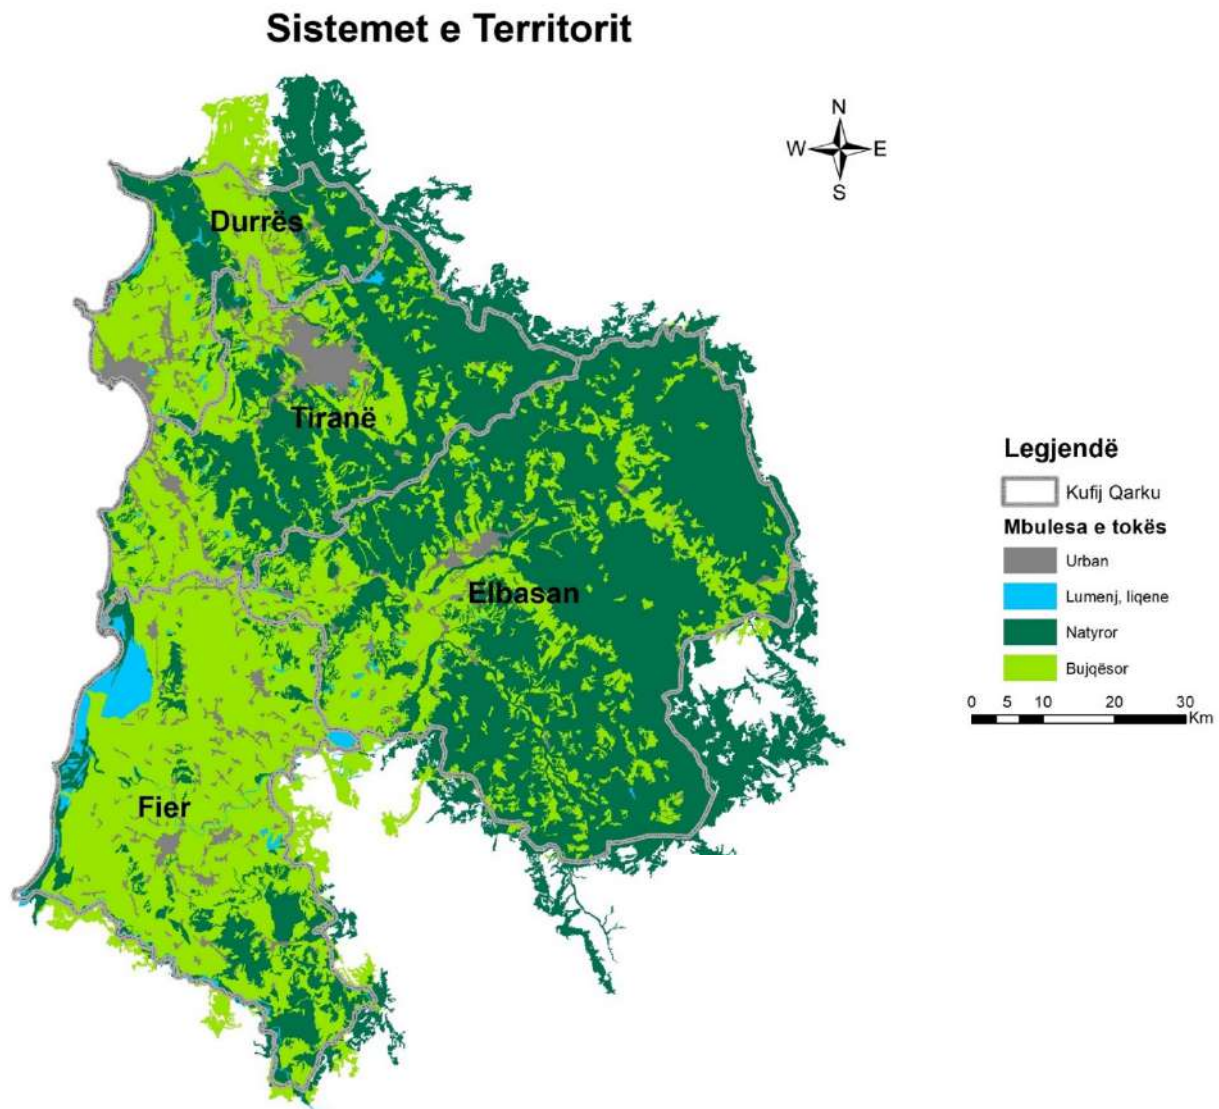 Sistemet e Territorit
N
W E
S
Durrës
Tiranë
Elbasan
Fier
Legjendë
Kufij Qarku
Mbulesa e tokës
Urban
Lumenj, liqene
Natyror
Bujqësor
0 5 10 20 30
Km